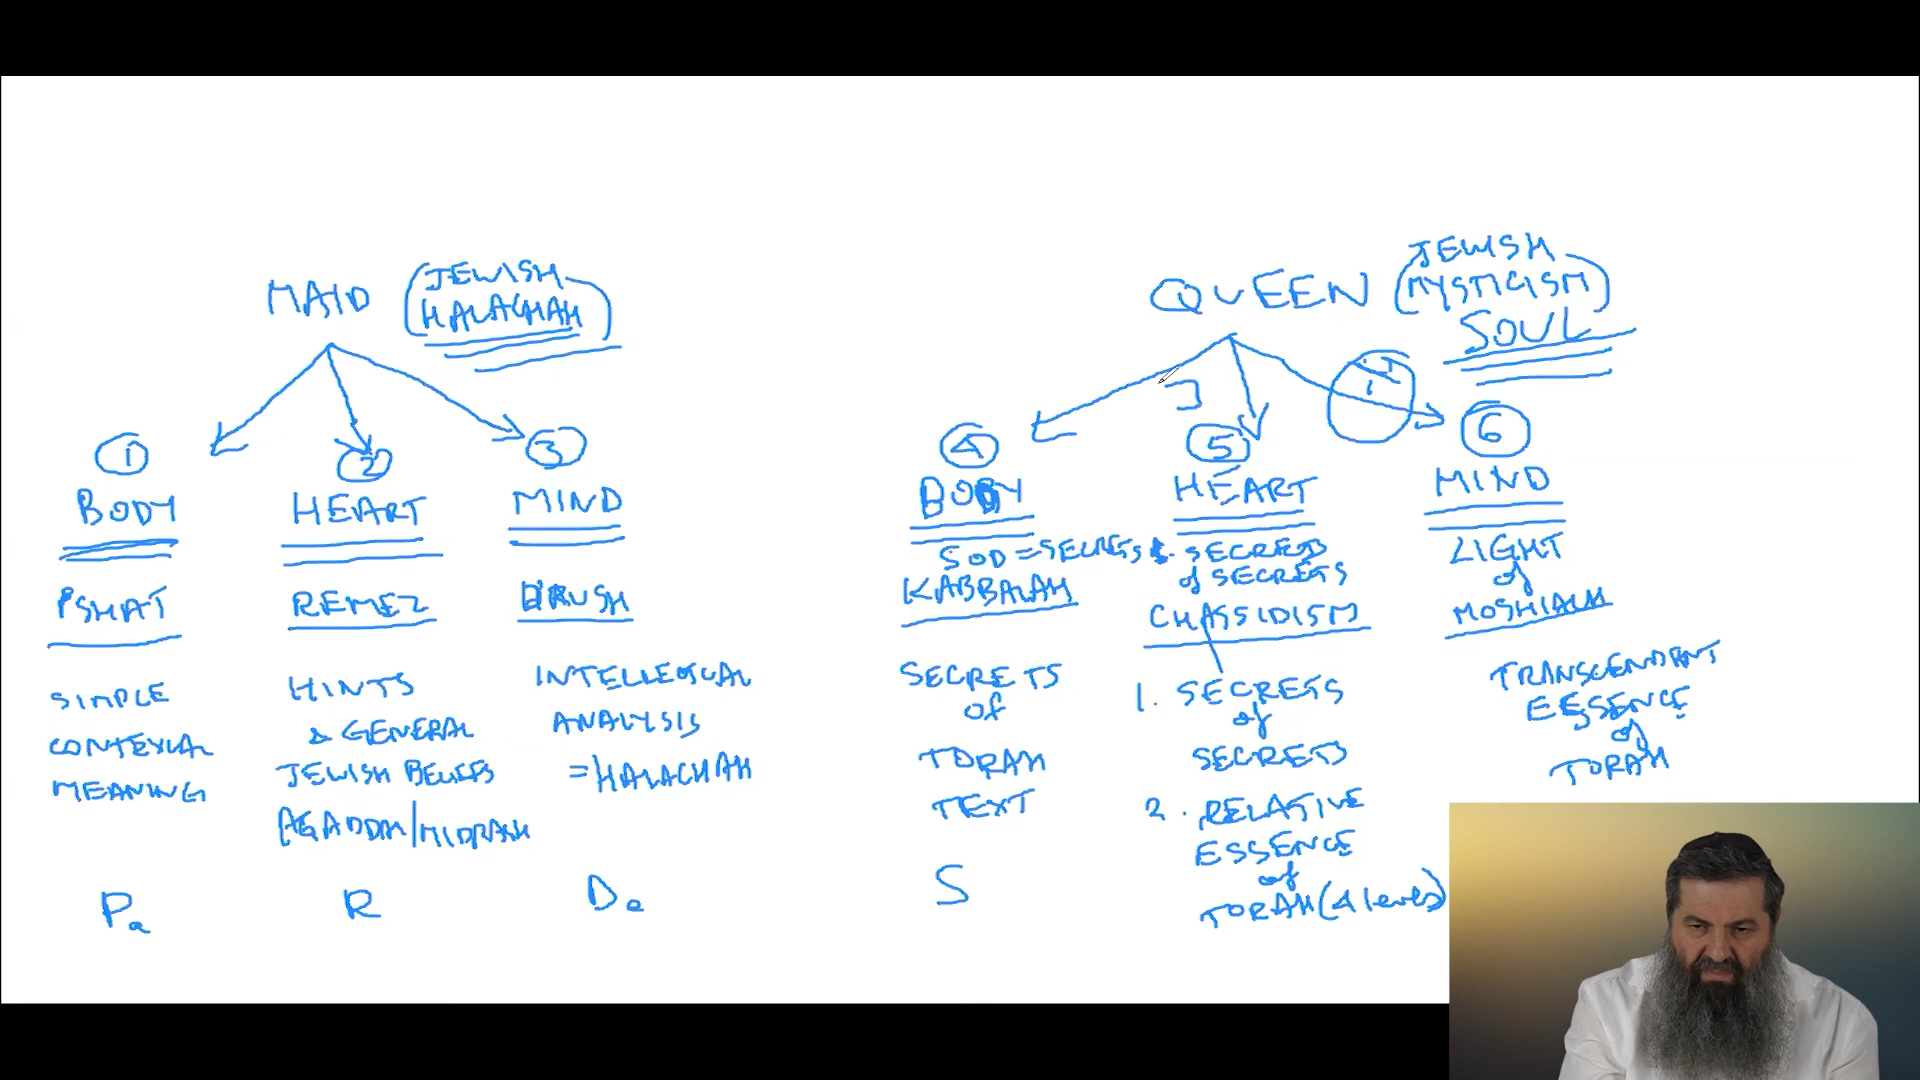 MAID (JEWISH
HALACHAH)
1
BODY
PSHAT
SIMPLE
CONTEXUAL
MEANING
Pa
2
HEART
REMEZ
HINTS
& GENERAL
JEWISH BELIEFS
AGADDAH/MIDRASH
R
3
MIND
DRUSH
INTELLECTUAL
ANALYSIS
=HALACHAH
De
QUEEN (JEWISH
MYSTICISM)
SOUL
4
BODY
SOD = SECRETS
KABBALAH
SECRETS
of
TORAH
TEXT
S
5
HEART
SECRETS
of SECRETS
CHASSIDISM
1. SECRETS
of
SECRETS
2. RELATIVE
ESSENCE
of
TORAH (4 levels)
6
MIND
LIGHT
of
MOSHIACH
TRANSCENDANT
ESSENCE
of
TORAH